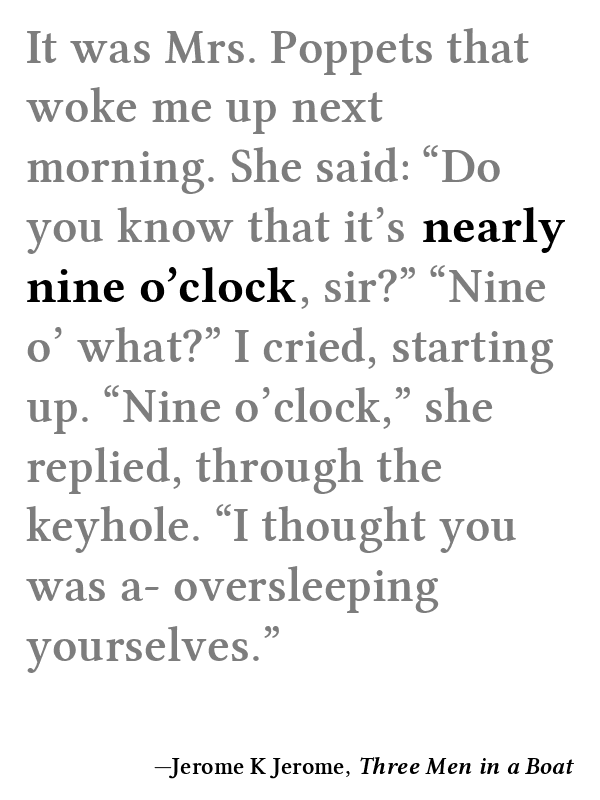 It was Mrs. Poppets that
woke me up next
morning. She said: “Do
you know that it’s nearly
nine o’clock, sir?” “Nine
o’ what?” I cried, starting
up. “Nine o’clock,” she
replied, through the
keyhole. “I thought you
was a- oversleeping
yourselves.”
—Jerome K Jerome, Three Men in a Boat